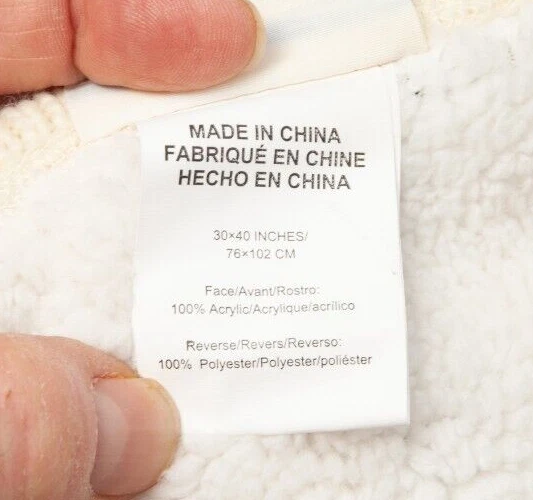 MADE IN CHINA
FABRIQUÉ EN CHINE
HECHO EN CHINA
30×40 INCHES/
76×102 CM
Face/Avant/Rostro:
100% Acrylic/Acrylique/acrílico
Reverse/Revers/Reverso:
100% Polyester/Polyester/poliéster